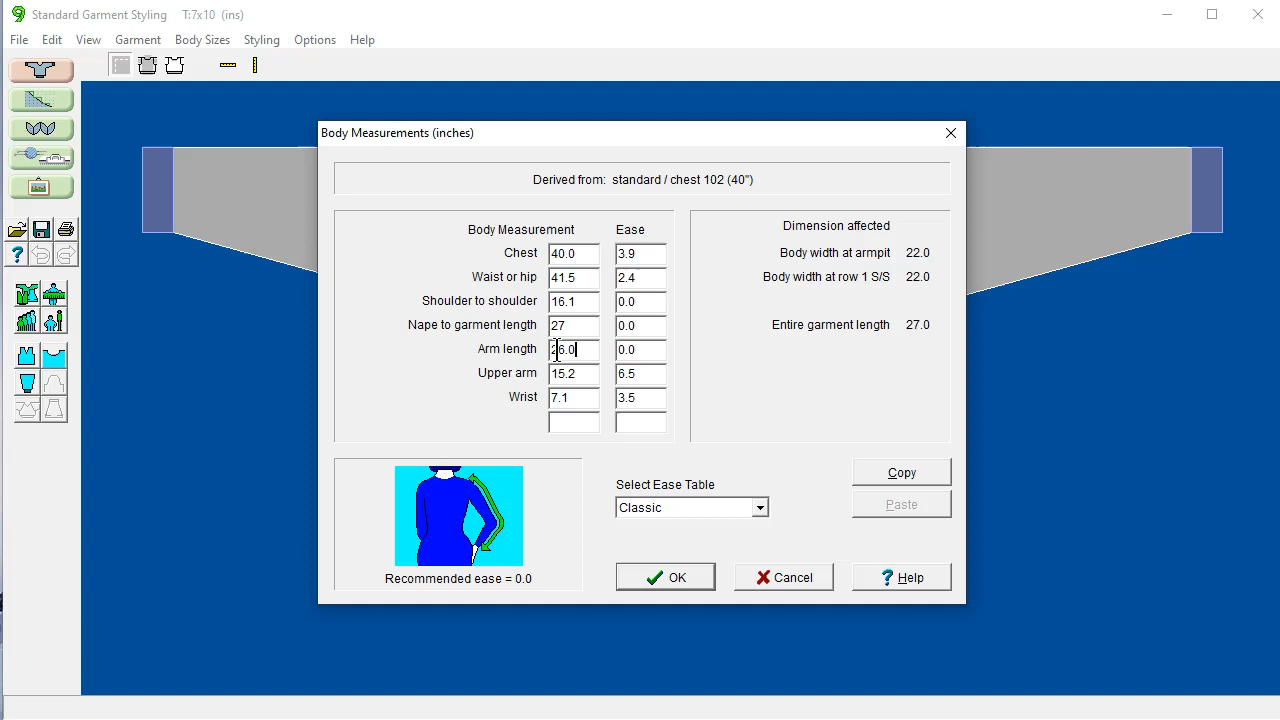 Standard Garment Styling T:7x10 (ins)
File Edit View Garment Body Sizes Styling Options Help
Body Measurements (inches)
Derived from: standard / chest 102 (40")
Body Measurement Ease
Chest 40.0 3.9
Waist or hip 41.5 2.4
Shoulder to shoulder 16.1 0.0
Nape to garment length 27 0.0
Arm length 26.0 0.0
Upper arm 15.2 6.5
Wrist 7.1 3.5
Dimension affected
Body width at armpit 22.0
Body width at row 1 S/S 22.0
Entire garment length 27.0
Recommended ease = 0.0
Select Ease Table
Classic
Copy
Paste
OK Cancel Help